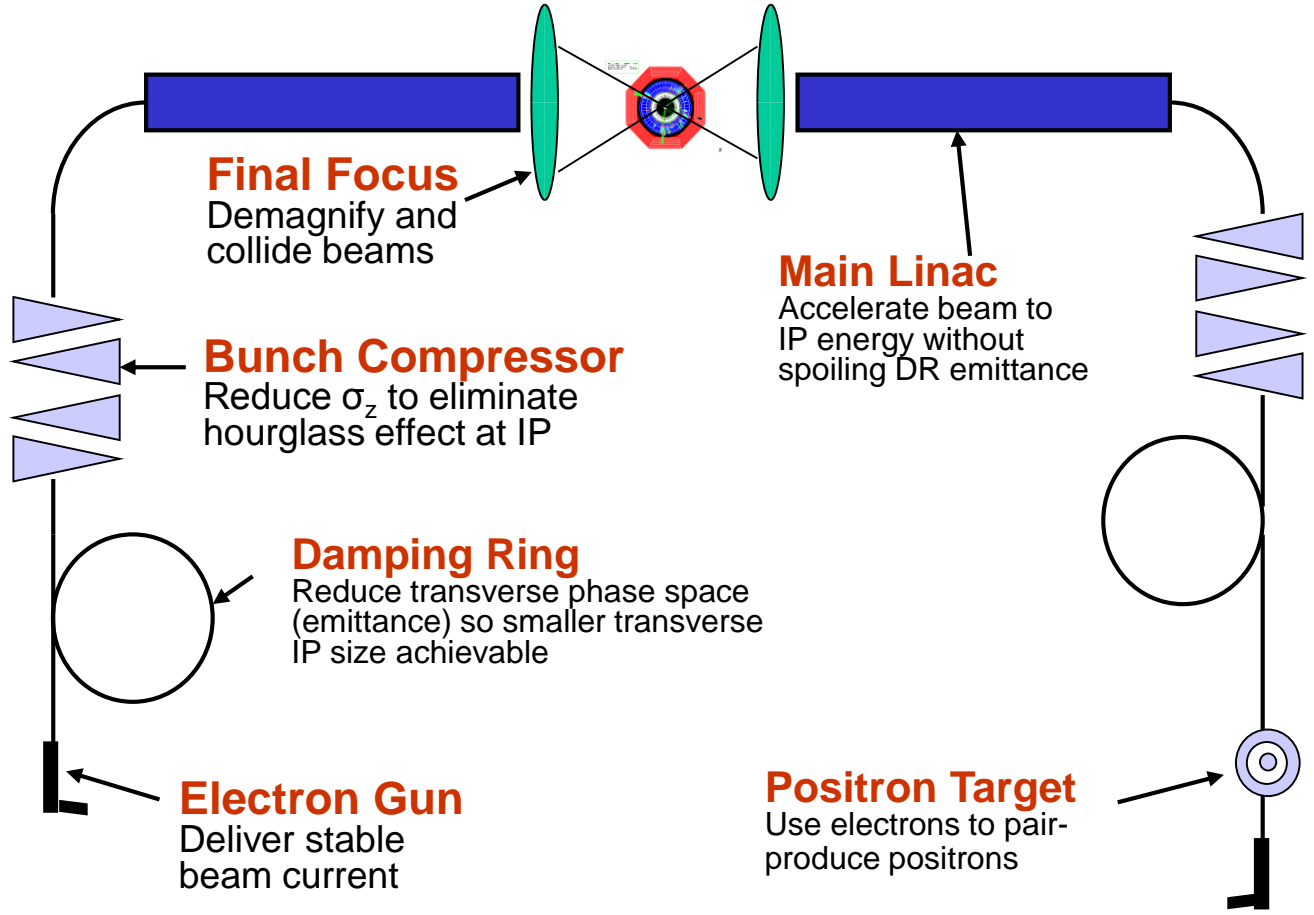 Final Focus
Demagnify and
collide beams
Main Linac
Accelerate beam to
IP energy without
spoiling DR emittance
Bunch Compressor
Reduce σz to eliminate
hourglass effect at IP
Damping Ring
Reduce transverse phase space
(emittance) so smaller transverse
IP size achievable
Electron Gun
Deliver stable
beam current
Positron Target
Use electrons to pair-
produce positrons